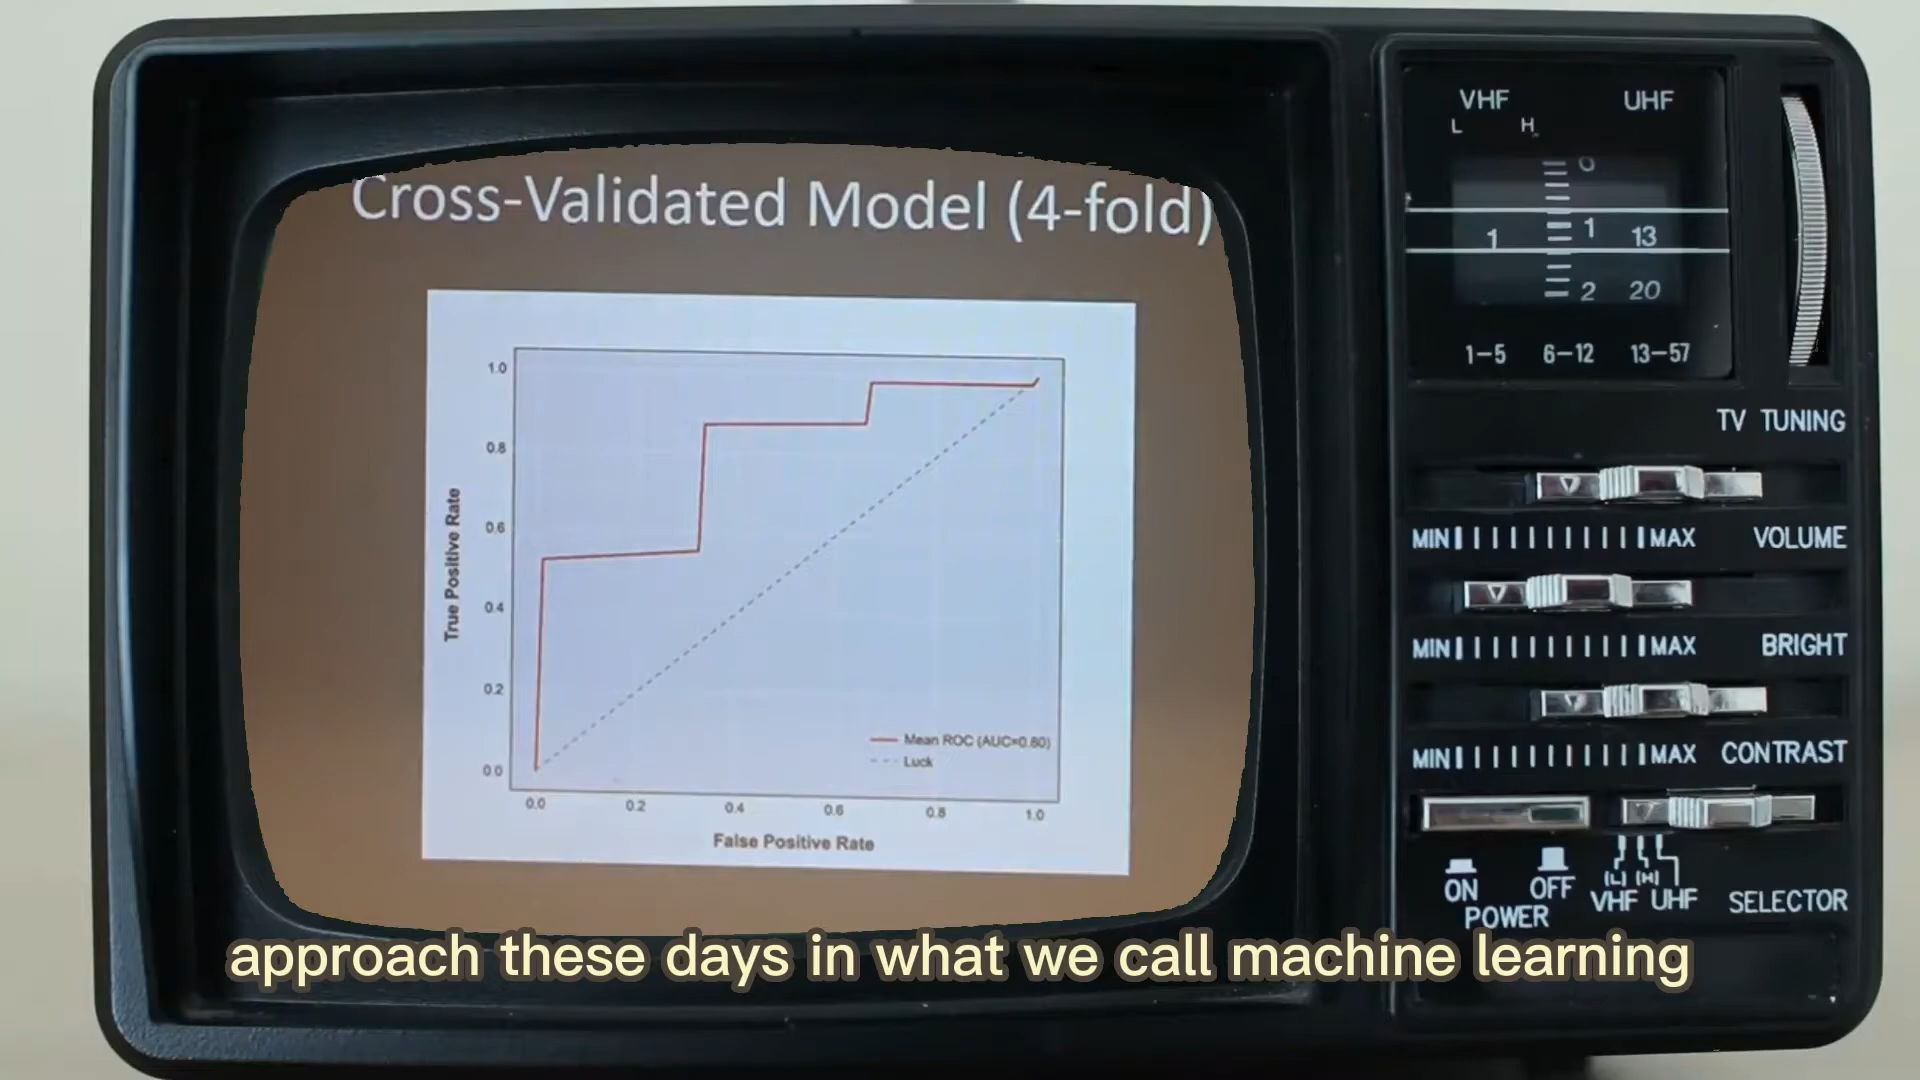 Cross-Validated Model (4-fold)
1.0
0.8
0.6
0.4
0.2
0.0
True Positive Rate
Mean ROC (AUC=0.80)
Luck
0.0 0.2 0.4 0.6 0.8 1.0
False Positive Rate
VHF UHF
L H
0
1 1 13
2 20
1-5 6-12 13-57
TV TUNING
MIN MAX VOLUME
MIN MAX BRIGHT
MIN MAX CONTRAST
ON OFF (L) (H)
POWER VHF UHF SELECTOR
approach these days in what we call machine learning